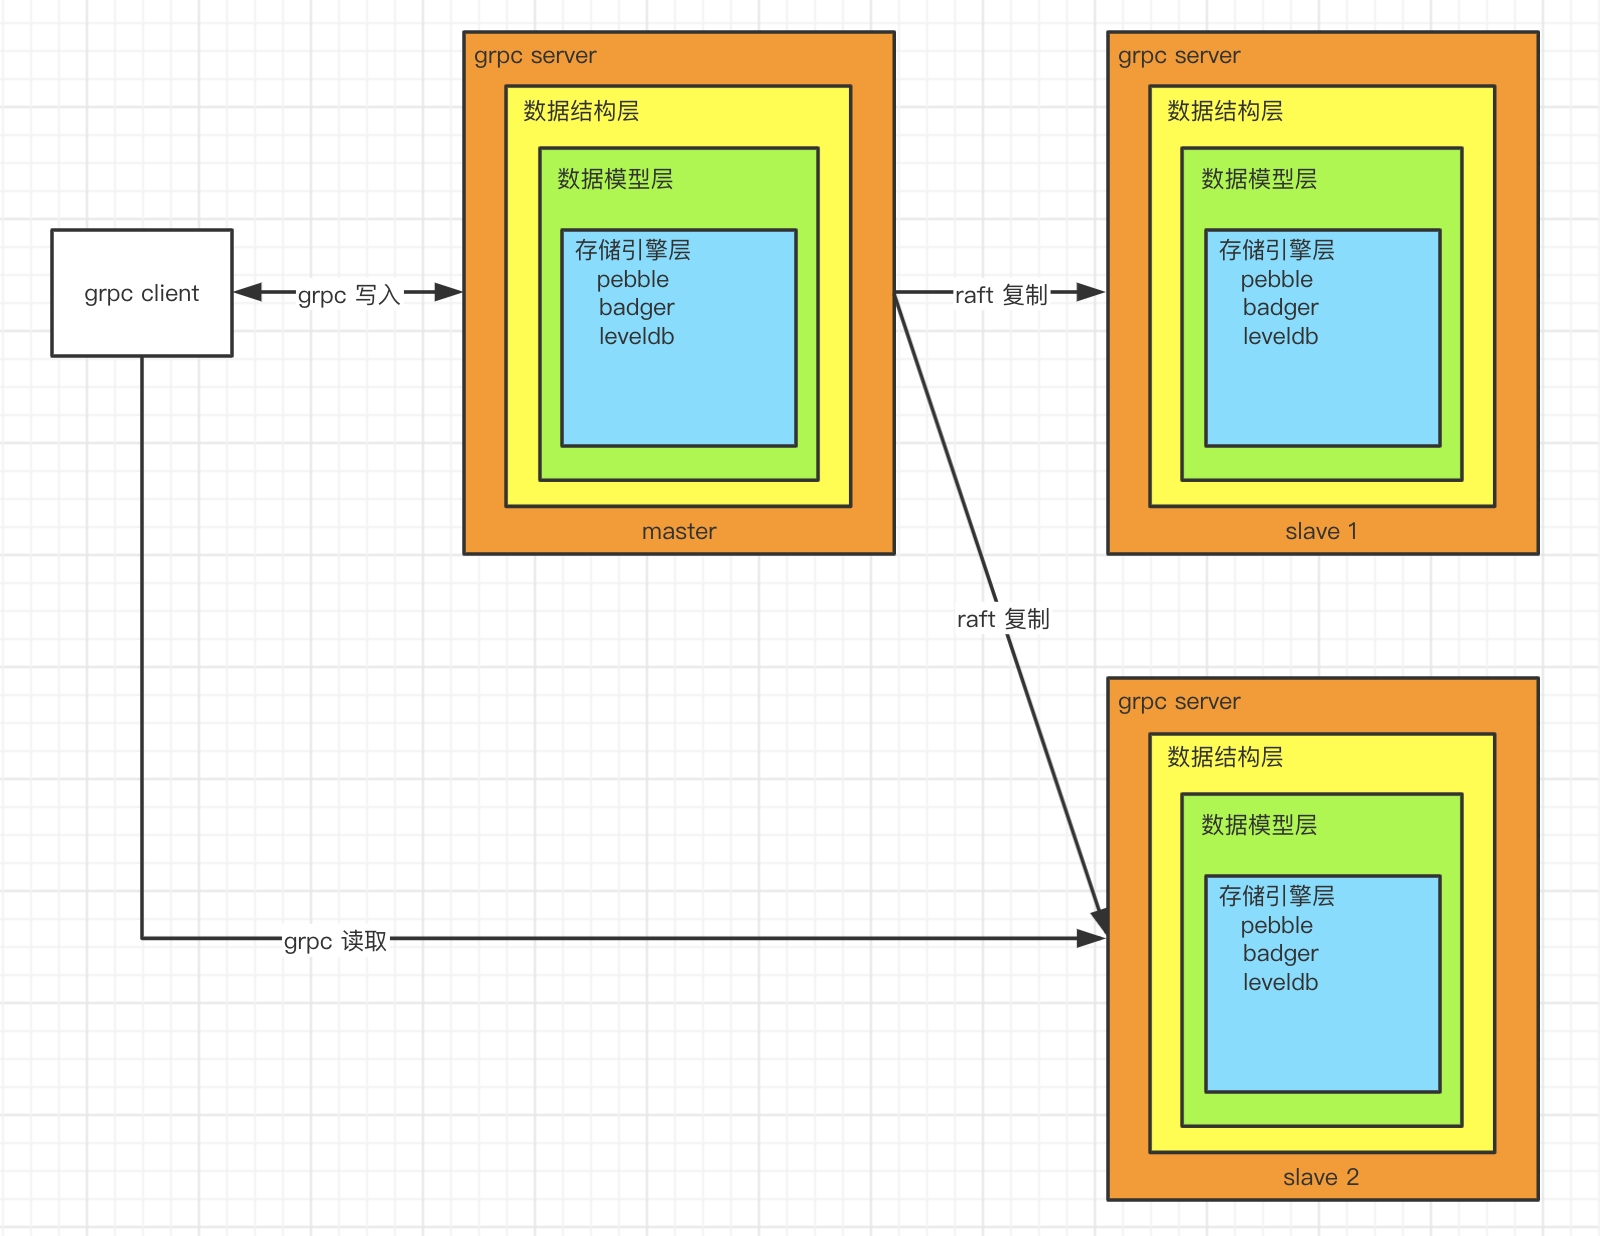 grpc client
grpc 写入
grpc server
数据结构层
数据模型层
存储引擎层
pebble
badger
leveldb
master
raft 复制
grpc server
数据结构层
数据模型层
存储引擎层
pebble
badger
leveldb
slave 1
raft 复制
grpc 读取
grpc server
数据结构层
数据模型层
存储引擎层
pebble
badger
leveldb
slave 2